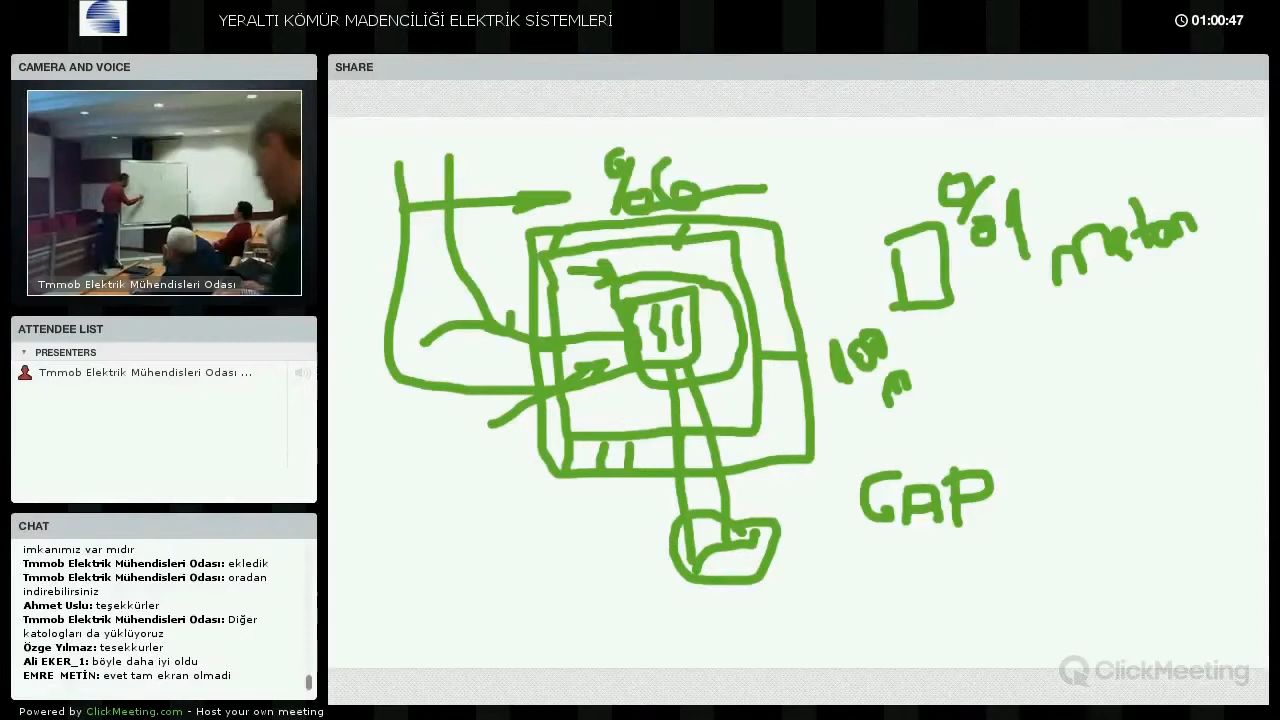 YERALTI KÖMÜR MADENCİLİĞİ ELEKTRİK SİSTEMLERİ
01:00:47
CAMERA AND VOICE
Tmmob Elektrik Mühendisleri Odası
ATTENDEE LIST
PRESENTERS
Tmmob Elektrik Mühendisleri Odası ...
CHAT
imkanımız var mıdır
Tmmob Elektrik Mühendisleri Odası: ekledik
Tmmob Elektrik Mühendisleri Odası: oradan
indirebilirsiniz
Ahmet Uslu: teşekkürler
Tmmob Elektrik Mühendisleri Odası: Diğer
katologları da yüklüyoruz
Özge Yılmaz: tesekkurler
Ali EKER_1: böyle daha iyi oldu
EMRE METİN: evet tam ekran olmadi
Powered by ClickMeeting.com - Host your own meeting
SHARE
%60
%1
metan
100
m
GAP
ClickMeeting